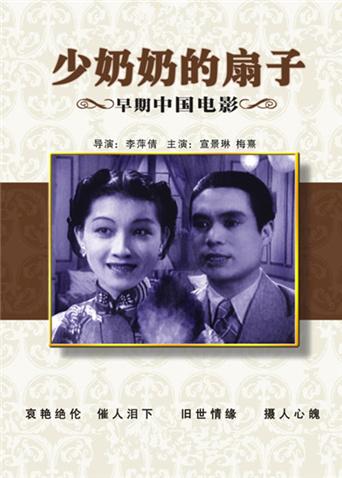 少奶奶的扇子
早期中国电影
导演：李萍倩 主演：宣景琳 梅熹
哀艳绝伦 催人泪下 旧世情缘 摄人心魄